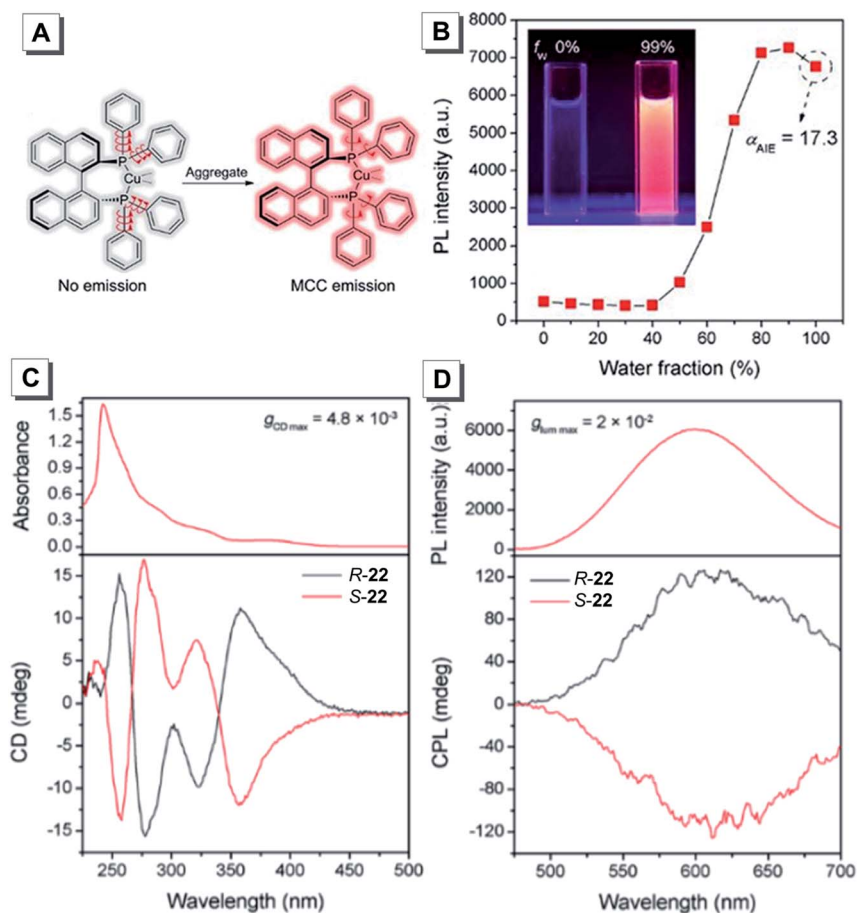 A
P
Cu
P
Aggregate
P
Cu
P
No emission
MCC emission
B
PL intensity (a.u.)
8000
7000
6000
5000
4000
3000
2000
1000
0
f_w 0%
99%
α_AIE = 17.3
0
20
40
60
80
100
Water fraction (%)
C
Absorbance
1.5
1.2
0.9
0.6
0.3
0.0
g_CD max = 4.8 × 10⁻³
CD (mdeg)
15
10
5
0
-5
-10
-15
R-22
S-22
250
300
350
400
450
500
Wavelength (nm)
D
PL intensity (a.u.)
6000
4000
2000
0
g_lum max = 2 × 10⁻²
CPL (mdeg)
120
80
40
0
-40
-80
-120
R-22
S-22
500
550
600
650
700
Wavelength (nm)